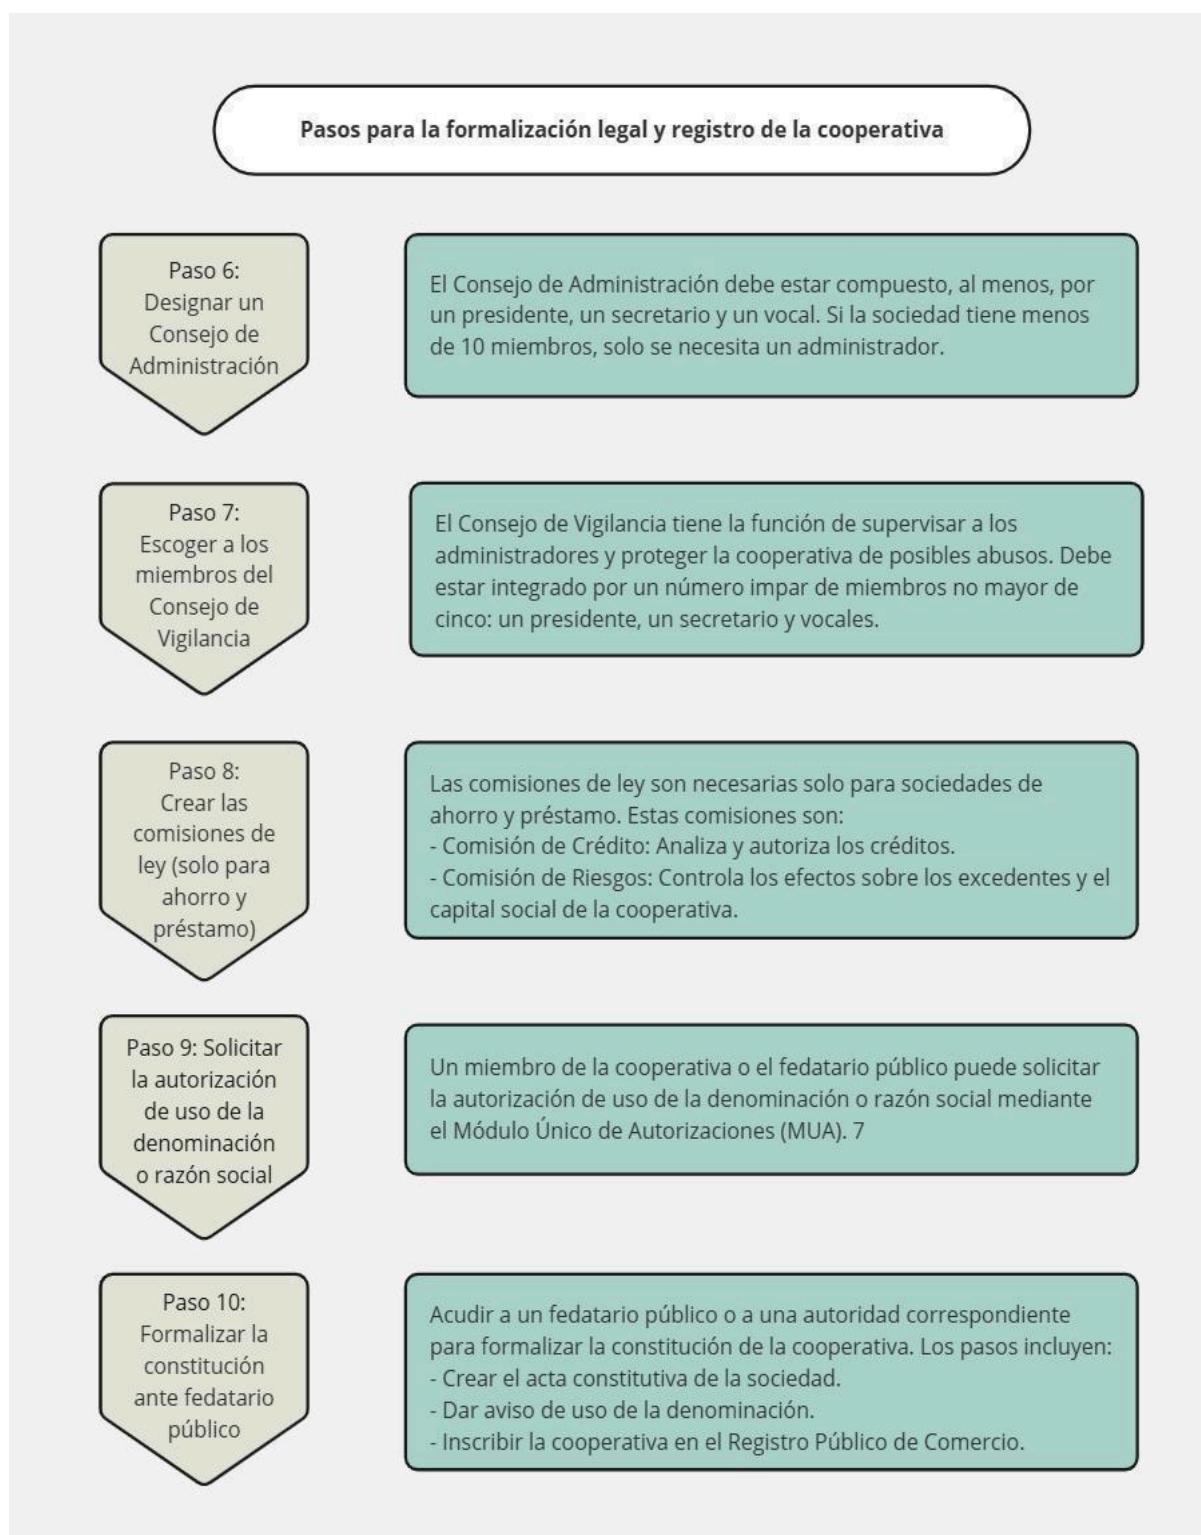 Pasos para la formalización legal y registro de la cooperativa
Paso 6:
Designar un
Consejo de
Administración
El Consejo de Administración debe estar compuesto, al menos, por
un presidente, un secretario y un vocal. Si la sociedad tiene menos
de 10 miembros, solo se necesita un administrador.
Paso 7:
Escoger a los
miembros del
Consejo de
Vigilancia
El Consejo de Vigilancia tiene la función de supervisar a los
administradores y proteger la cooperativa de posibles abusos. Debe
estar integrado por un número impar de miembros no mayor de
cinco: un presidente, un secretario y vocales.
Paso 8:
Crear las
comisiones de
ley (solo para
ahorro y
préstamo)
Las comisiones de ley son necesarias solo para sociedades de
ahorro y préstamo. Estas comisiones son:
- Comisión de Crédito: Analiza y autoriza los créditos.
- Comisión de Riesgos: Controla los efectos sobre los excedentes y el
capital social de la cooperativa.
Paso 9: Solicitar
la autorización
de uso de la
denominación
o razón social
Un miembro de la cooperativa o el fedatario público puede solicitar
la autorización de uso de la denominación o razón social mediante
el Módulo Único de Autorizaciones (MUA). 7
Paso 10:
Formalizar la
constitución
ante fedatario
público
Acudir a un fedatario público o a una autoridad correspondiente
para formalizar la constitución de la cooperativa. Los pasos incluyen:
- Crear el acta constitutiva de la sociedad.
- Dar aviso de uso de la denominación.
- Inscribir la cooperativa en el Registro Público de Comercio.